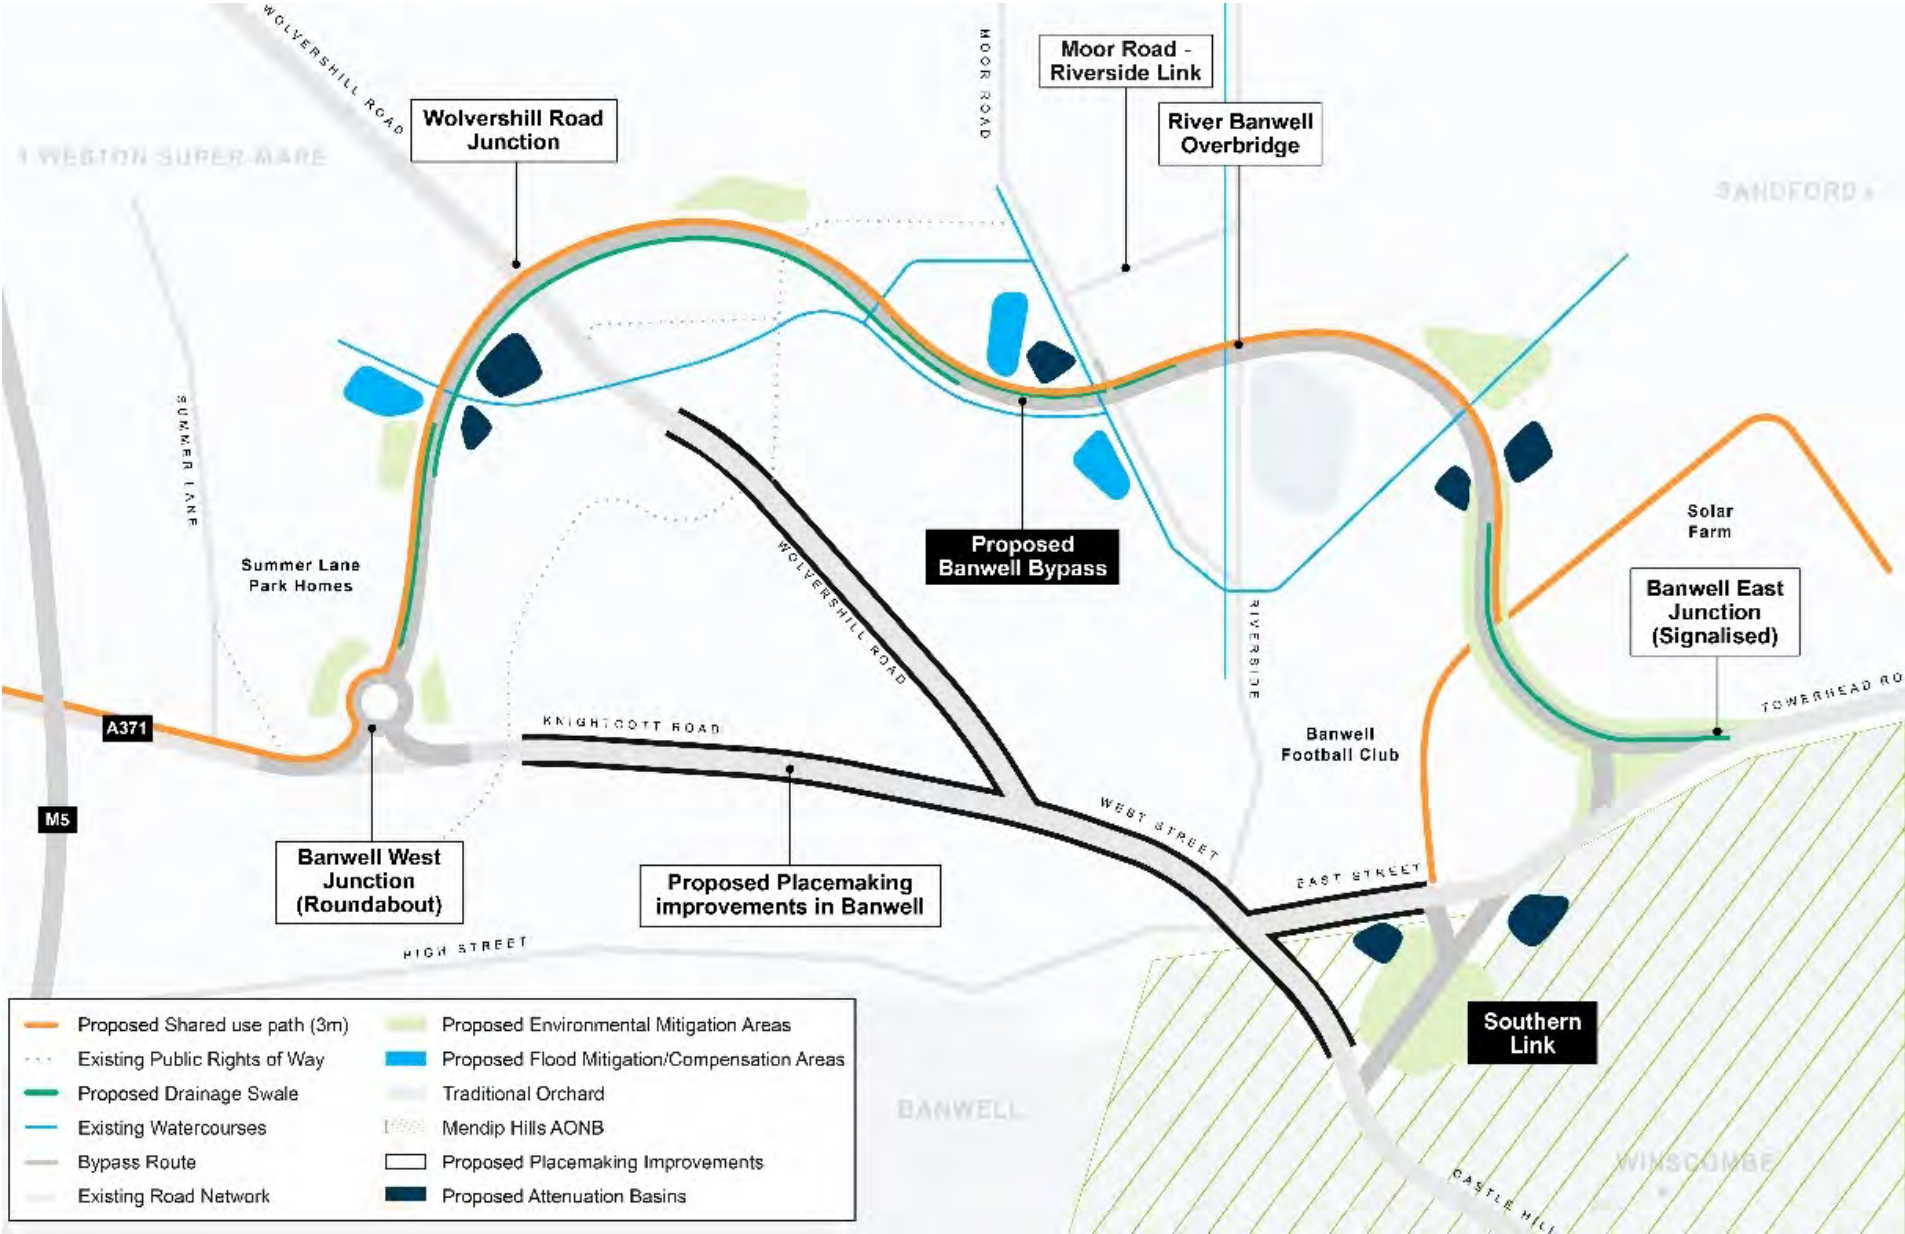 WOLVERSHILL ROAD
MOOR ROAD
Moor Road -
Riverside Link
Wolvershill Road
Junction
River Banwell
Overbridge
WESTON-SUPER-MARE
SANDFORD
SUMMER LANE
Summer Lane
Park Homes
WOLVERSHILL ROAD
Proposed
Banwell Bypass
Solar
Farm
RIVERSIDE
Banwell East
Junction
(Signalised)
TOWERHEAD RO
A371
KNIGHTCOTT ROAD
Banwell
Football Club
M5
WEST STREET
Banwell West
Junction
(Roundabout)
Proposed Placemaking
improvements in Banwell
EAST STREET
HIGH STREET
Southern
Link
BANWELL
WINSCOMBE
CASTLE HILL
Proposed Shared use path (3m)
Existing Public Rights of Way
Proposed Drainage Swale
Existing Watercourses
Bypass Route
Existing Road Network
Proposed Environmental Mitigation Areas
Proposed Flood Mitigation/Compensation Areas
Traditional Orchard
Mendip Hills AONB
Proposed Placemaking Improvements
Proposed Attenuation Basins